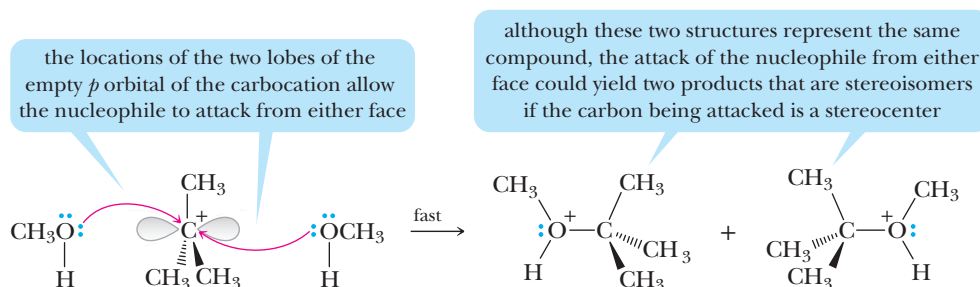 the locations of the two lobes of the
empty p orbital of the carbocation allow
the nucleophile to attack from either face
although these two structures represent the same
compound, the attack of the nucleophile from either
face could yield two products that are stereoisomers
if the carbon being attacked is a stereocenter
CH₃
CH₃O
H
C
+
CH₃ CH₃
OCH₃
H
fast
CH₃
CH₃
+
O
C
CH₃
H
CH₃
+
CH₃
CH₃
+
C
O
CH₃
CH₃
H